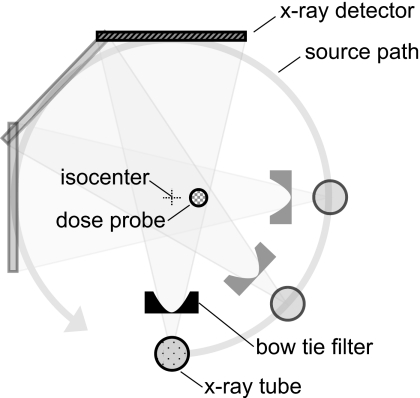 x-ray detector
source path
isocenter
dose probe
bow tie filter
x-ray tube